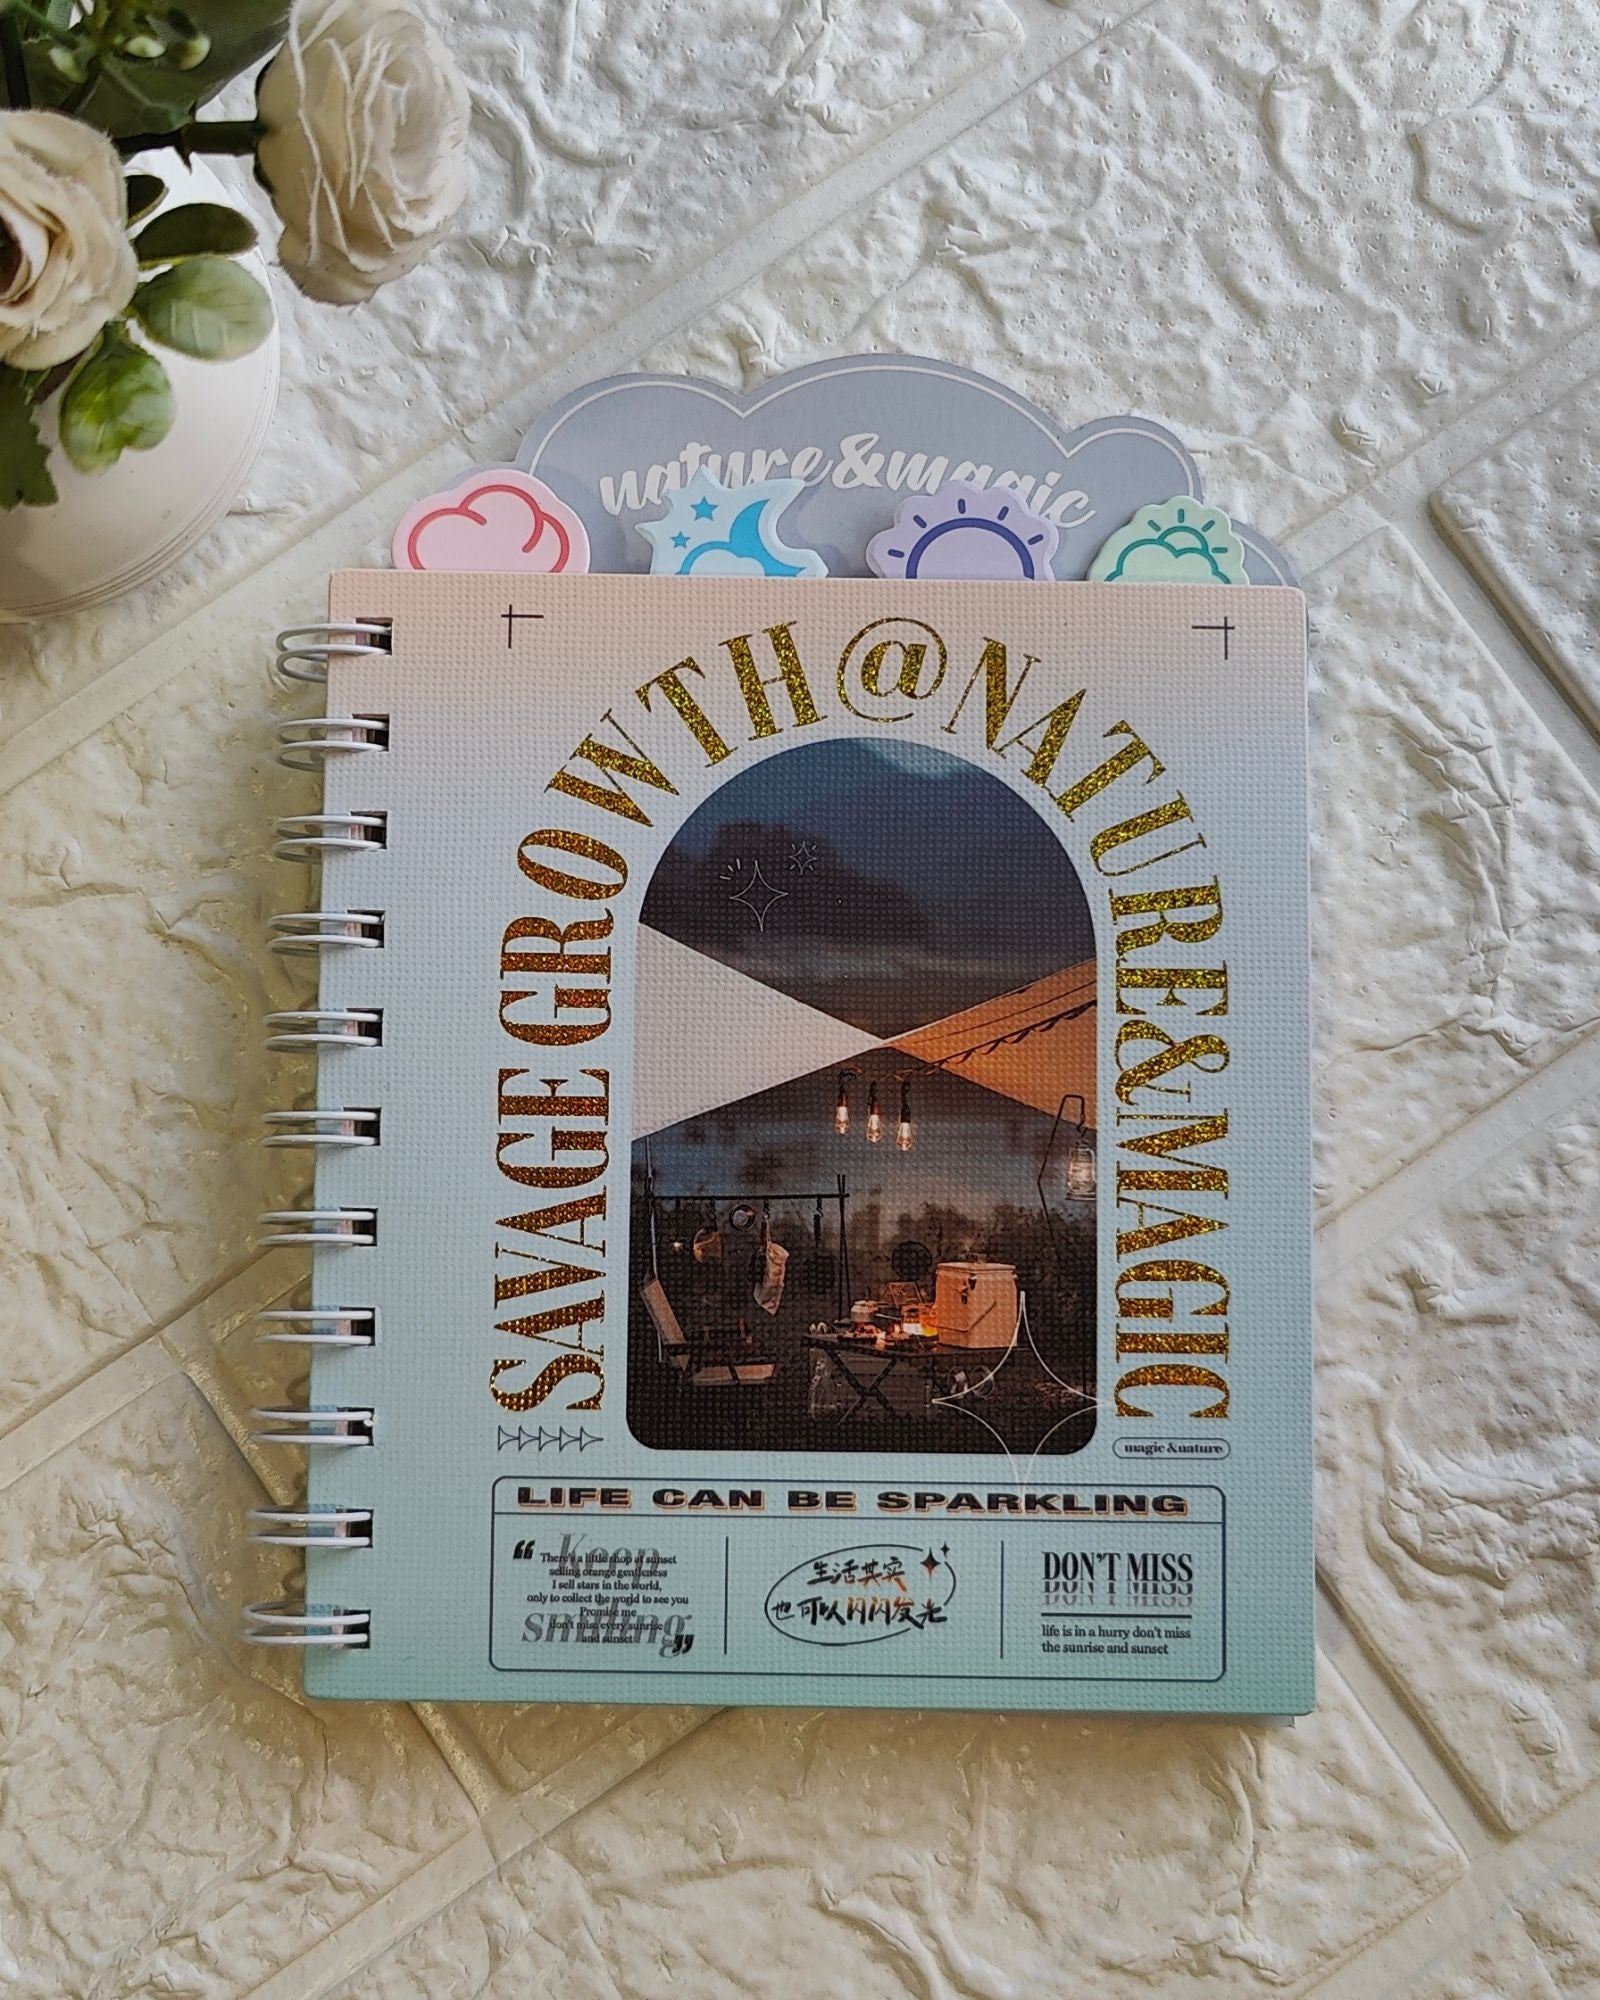 nature&magic
SAVAGE GROWTH@NATURE&MAGIC
magic &nature
LIFE CAN BE SPARKLING
Keep
smiling
“ There's a little shop at sunset
selling orange gentleness
I sell stars in the world,
only to collect the world to see you
Promise me
don't miss every sunrise
and sunset ”
生活其实
也可以闪闪发光
DON'T MISS
life is in a hurry don't miss
the sunrise and sunset